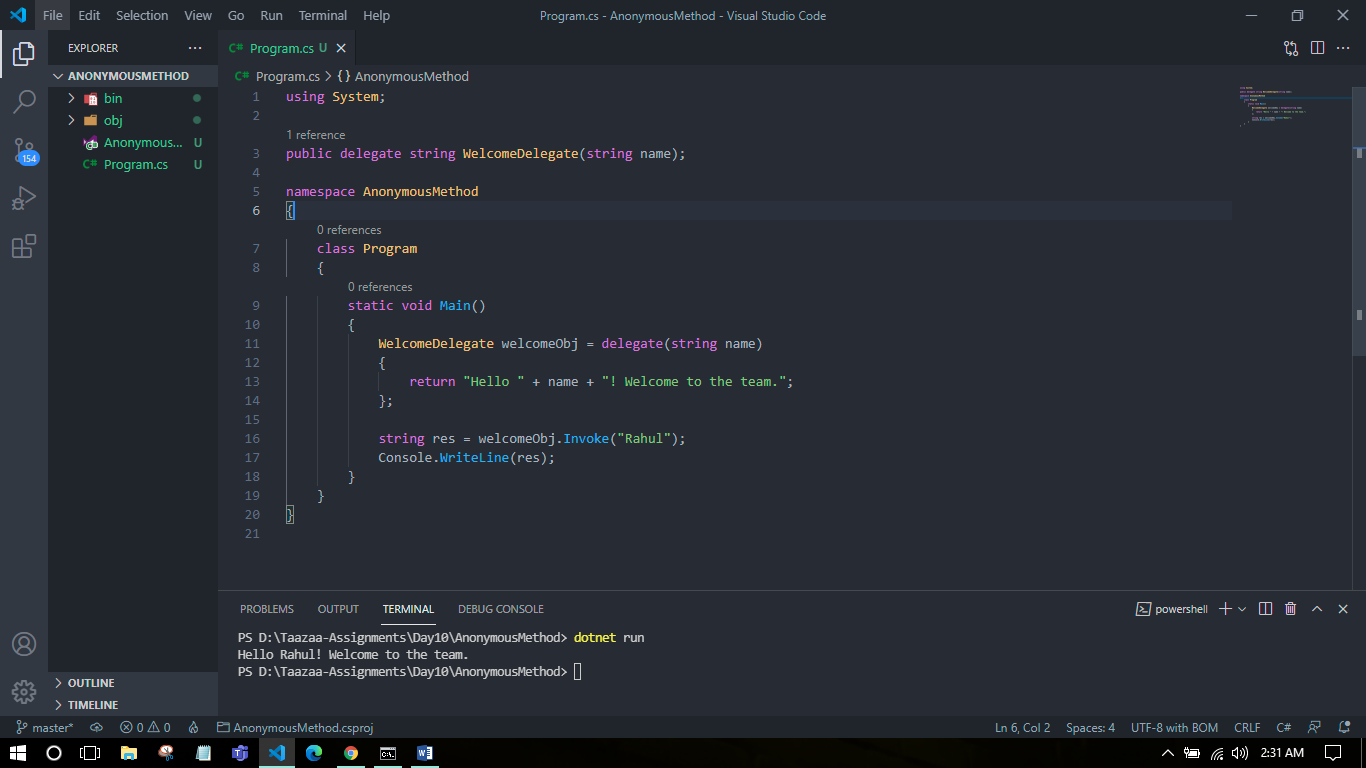 File Edit Selection View Go Run Terminal Help Program.cs - AnonymousMethod - Visual Studio Code
EXPLORER
ANONYMOUSMETHOD
bin
obj
Anonymous... U
C# Program.cs U
154
OUTLINE
TIMELINE
C# Program.cs U
C# Program.cs > {} AnonymousMethod
1 using System;
2
1 reference
3 public delegate string WelcomeDelegate(string name);
4
5 namespace AnonymousMethod
6 {
0 references
7 class Program
8 {
0 references
9 static void Main()
10 {
11 WelcomeDelegate welcomeObj = delegate(string name)
12 {
13 return "Hello " + name + "! Welcome to the team.";
14 };
15
16 string res = welcomeObj.Invoke("Rahul");
17 Console.WriteLine(res);
18 }
19 }
20 }
21
PROBLEMS OUTPUT TERMINAL DEBUG CONSOLE powershell
PS D:\Taazaa-Assignments\Day10\AnonymousMethod> dotnet run
Hello Rahul! Welcome to the team.
PS D:\Taazaa-Assignments\Day10\AnonymousMethod>
master* 0 0 AnonymousMethod.csproj Ln 6, Col 2 Spaces: 4 UTF-8 with BOM CRLF C#
2:31 AM